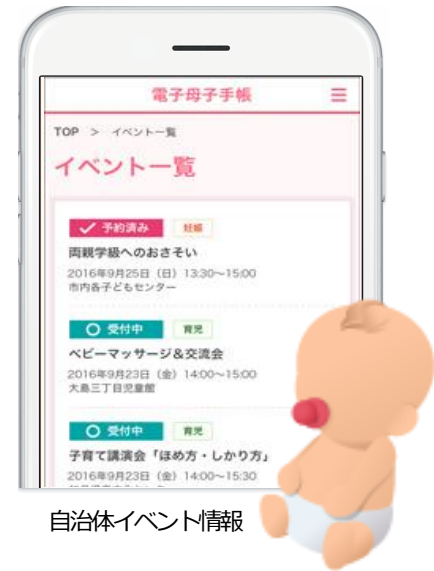 電子母子手帳
TOP > イベント一覧
イベント一覧
予約済み 妊娠
両親学級へのおさそい
2016年9月25日（日）13:30～15:00
市内各子どもセンター
受付中 育児
ベビーマッサージ＆交流会
2016年9月23日（金）14:00～15:00
大島三丁目児童館
受付中 育児
子育て講演会「ほめ方・しかり方」
2016年9月23日（金）14:00～15:30
自治体イベント情報